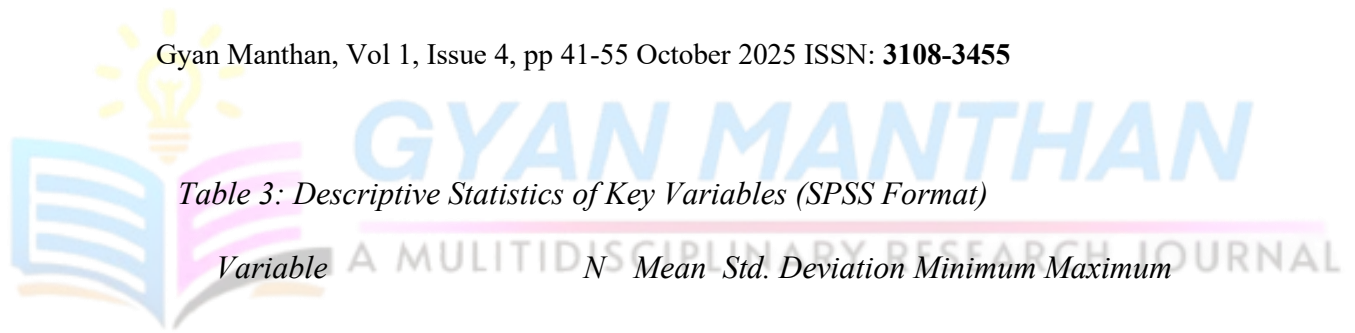 Gyan Manthan, Vol 1, Issue 4, pp 41-55 October 2025 ISSN: 3108-3455
GYAN MANTHAN
Table 3: Descriptive Statistics of Key Variables (SPSS Format)
A MULITIDISCIPLINARY RESEARCH JOURNAL
Variable N Mean Std. Deviation Minimum Maximum